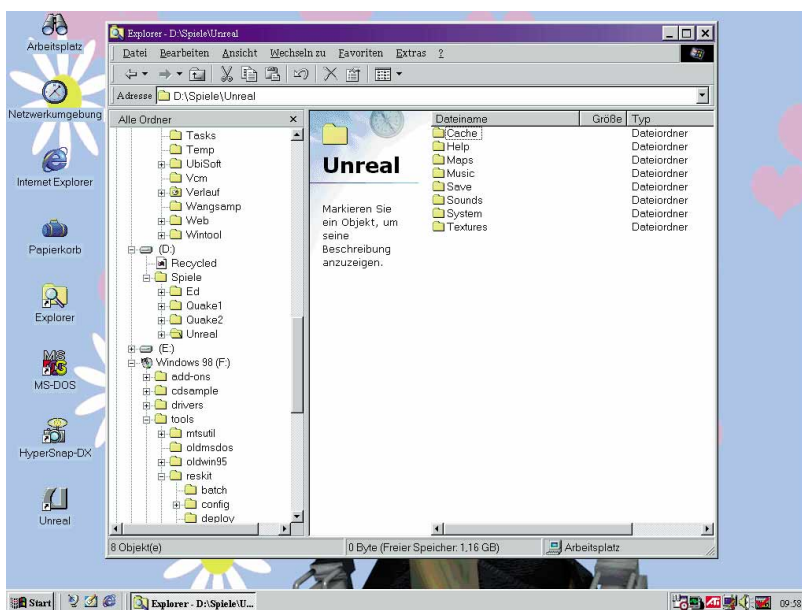 Arbeitsplatz
Netzwerkumgebung
Internet Explorer
Papierkorb
Explorer
MS-DOS
HyperSnap-DX
Unreal
Explorer - D:\Spiele\Unreal
Datei Bearbeiten Ansicht Wechseln zu Favoriten Extras ?
Adresse D:\Spiele\Unreal
Alle Ordner
Tasks
Temp
UbiSoft
Vcm
Verlauf
Wangsamp
Web
Wintool
(D:)
Recycled
Spiele
Ed
Quake1
Quake2
Unreal
(E:)
Windows 98 (F:)
add-ons
cdsample
drivers
tools
mtsutil
oldmsdos
oldwin95
reskit
batch
config
deploy
Unreal
Markieren Sie
ein Objekt, um
seine
Beschreibung
anzuzeigen.
Dateiname Größe Typ
Cache Dateiordner
Help Dateiordner
Maps Dateiordner
Music Dateiordner
Save Dateiordner
Sounds Dateiordner
System Dateiordner
Textures Dateiordner
8 Objekt(e) 0 Byte (Freier Speicher: 1,16 GB) Arbeitsplatz
Start Explorer - D:\Spiele\U... 09:58